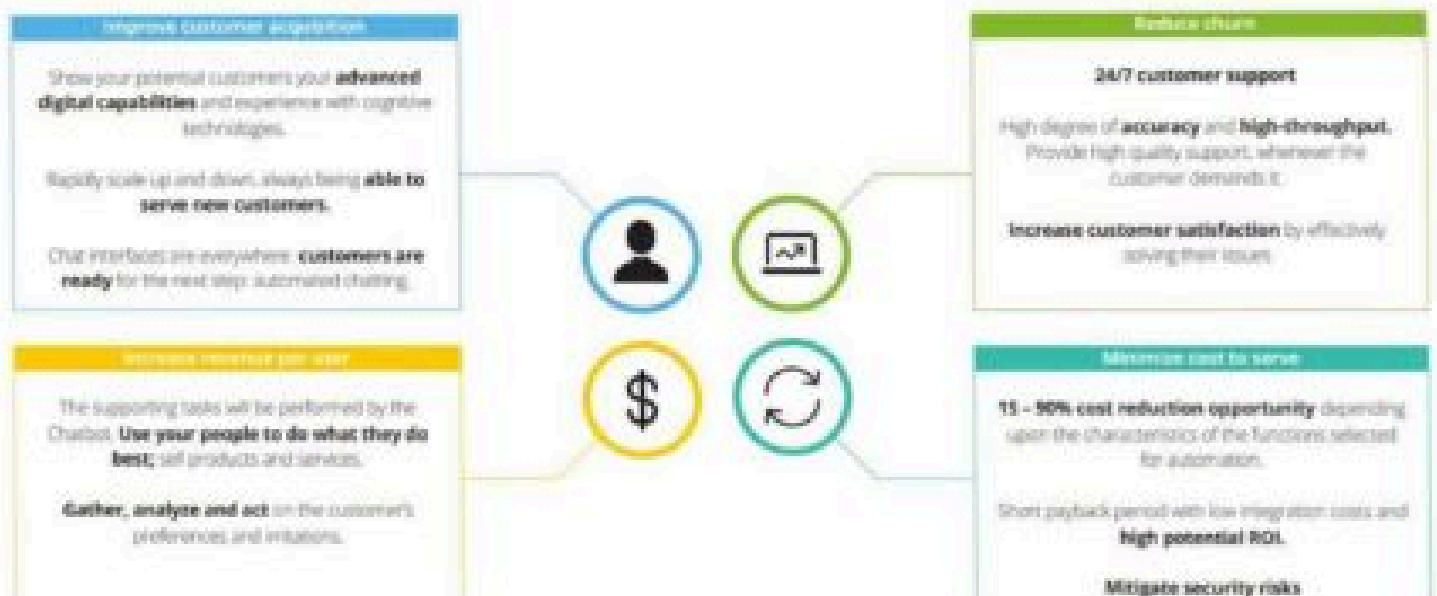 Improve customer acquisition
Show your potential customers your advanced
digital capabilities and experience with cognitive
technologies.
Rapidly scale up and down, always being able to
serve new customers.
Chat interfaces are everywhere: customers are
ready for the next step: automated chatting.
Reduce churn
24/7 customer support
High degree of accuracy and high-throughput.
Provide high quality support, whenever the
customer demands it.
Increase customer satisfaction by effectively
solving their issues.
Increase revenue per user
The supporting tasks will be performed by the
Chatbot. Use your people to do what they do
best; sell products and services.
Gather, analyze and act on the customer's
preferences and irritations.
Minimize cost to serve
15 – 90% cost reduction opportunity depending
upon the characteristics of the functions selected
for automation.
Short payback period with low integration costs and
high potential ROI.
Mitigate security risks